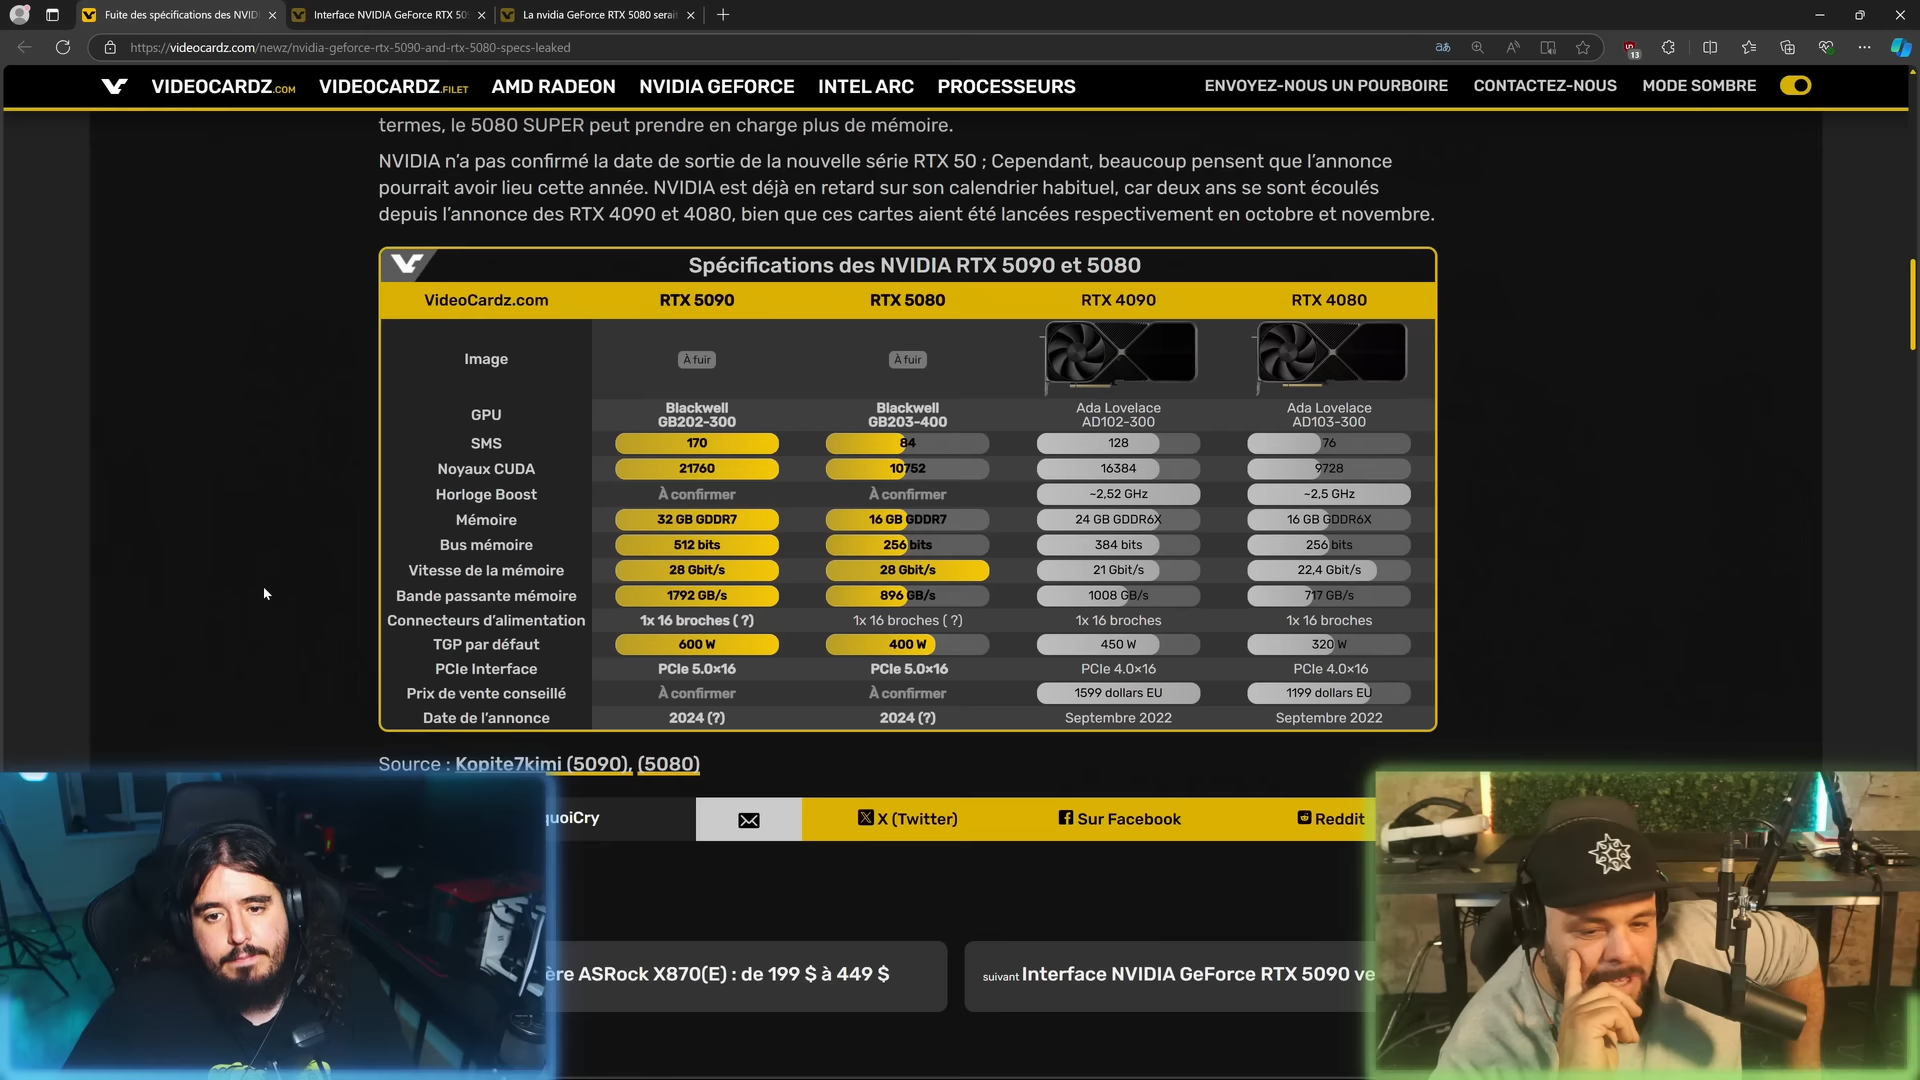 Fuite des spécifications des NVID
Interface NVIDIA GeForce RTX 50
La nvidia GeForce RTX 5080 serai
https://videocardz.com/newz/nvidia-geforce-rtx-5090-and-rtx-5080-specs-leaked
13
VIDEOCARDZ.COM VIDEOCARDZ.FILET AMD RADEON NVIDIA GEFORCE INTEL ARC PROCESSEURS ENVOYEZ-NOUS UN POURBOIRE CONTACTEZ-NOUS MODE SOMBRE
termes, le 5080 SUPER peut prendre en charge plus de mémoire.
NVIDIA n'a pas confirmé la date de sortie de la nouvelle série RTX 50 ; Cependant, beaucoup pensent que l'annonce
pourrait avoir lieu cette année. NVIDIA est déjà en retard sur son calendrier habituel, car deux ans se sont écoulés
depuis l'annonce des RTX 4090 et 4080, bien que ces cartes aient été lancées respectivement en octobre et novembre.
Spécifications des NVIDIA RTX 5090 et 5080
VideoCardz.com RTX 5090 RTX 5080 RTX 4090 RTX 4080
Image À fuir À fuir
GPU Blackwell GB202-300 Blackwell GB203-400 Ada Lovelace AD102-300 Ada Lovelace AD103-300
SMS 170 84 128 76
Noyaux CUDA 21760 10752 16384 9728
Horloge Boost À confirmer À confirmer ~2,52 GHz ~2,5 GHz
Mémoire 32 GB GDDR7 16 GB GDDR7 24 GB GDDR6X 16 GB GDDR6X
Bus mémoire 512 bits 256 bits 384 bits 256 bits
Vitesse de la mémoire 28 Gbit/s 28 Gbit/s 21 Gbit/s 22,4 Gbit/s
Bande passante mémoire 1792 GB/s 896 GB/s 1008 GB/s 717 GB/s
Connecteurs d'alimentation 1x 16 broches ( ?) 1x 16 broches ( ?) 1x 16 broches 1x 16 broches
TGP par défaut 600 W 400 W 450 W 320 W
PCIe Interface PCIe 5.0×16 PCIe 5.0×16 PCIe 4.0×16 PCIe 4.0×16
Prix de vente conseillé À confirmer À confirmer 1599 dollars EU 1199 dollars EU
Date de l'annonce 2024 (?) 2024 (?) Septembre 2022 Septembre 2022
Source : Kopite7kimi (5090), (5080)
quoiCry X (Twitter) Sur Facebook Reddit
ère ASRock X870(E) : de 199 $ à 449 $
suivant Interface NVIDIA GeForce RTX 5090 ve